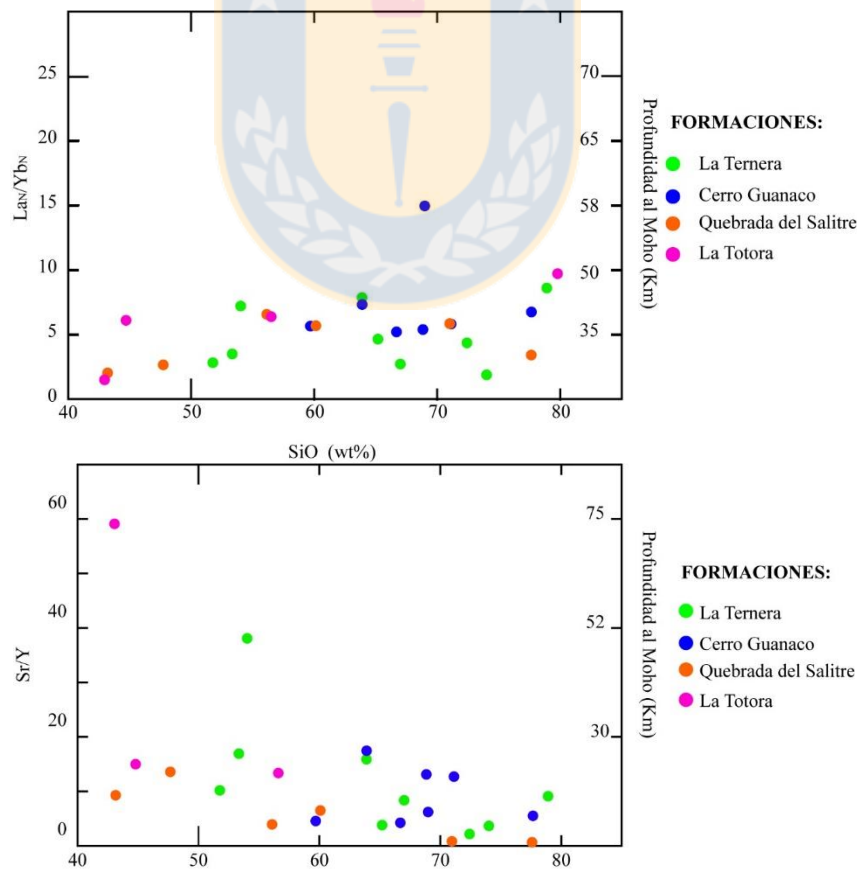 25
20
15
10
5
0
LaN/YbN
70
65
58
50
35
Profundidad al Moho (Km)
40
50
60
70
80
SiO (wt%)
FORMACIONES:
La Ternera
Cerro Guanaco
Quebrada del Salitre
La Totora
60
40
20
0
Sr/Y
75
52
30
Profundidad al Moho (Km)
40
50
60
70
80
FORMACIONES:
La Ternera
Cerro Guanaco
Quebrada del Salitre
La Totora